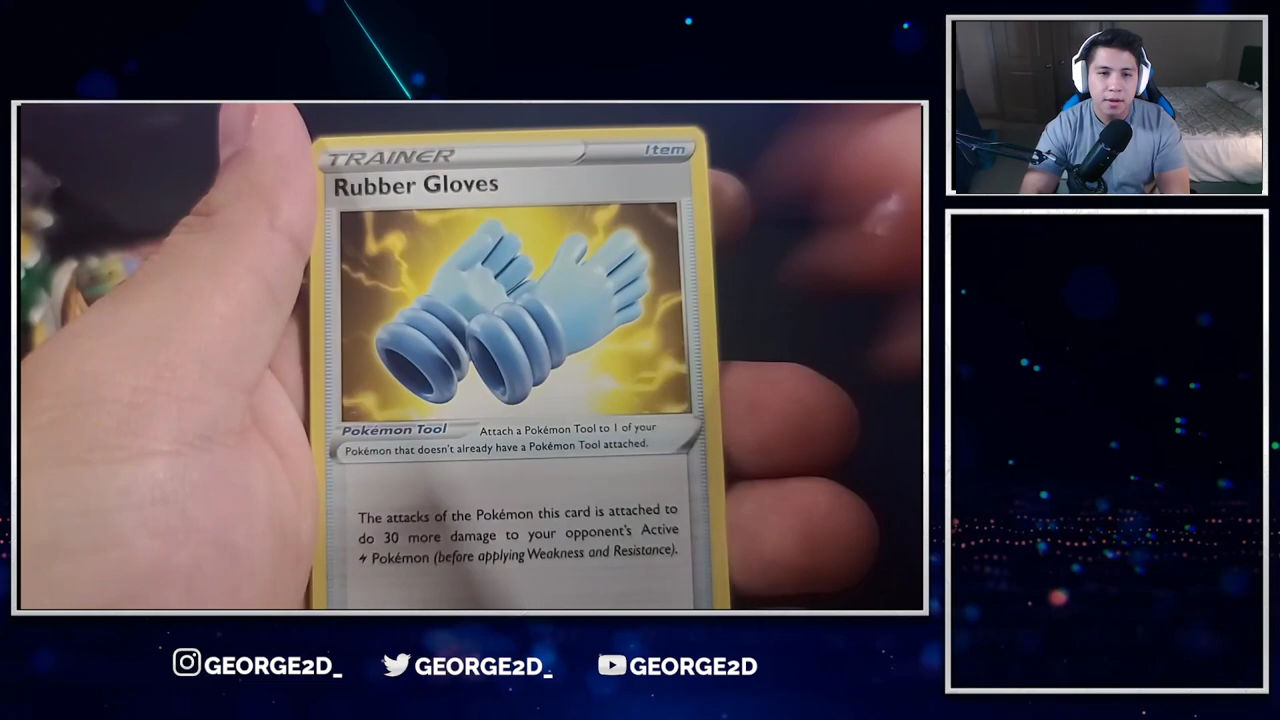 TRAINER Item
Rubber Gloves
Pokémon Tool Attach a Pokémon Tool to 1 of your
Pokémon that doesn't already have a Pokémon Tool attached.
The attacks of the Pokémon this card is attached to
do 30 more damage to your opponent's Active
Pokémon (before applying Weakness and Resistance).
GEORGE2D_ GEORGE2D_ GEORGE2D